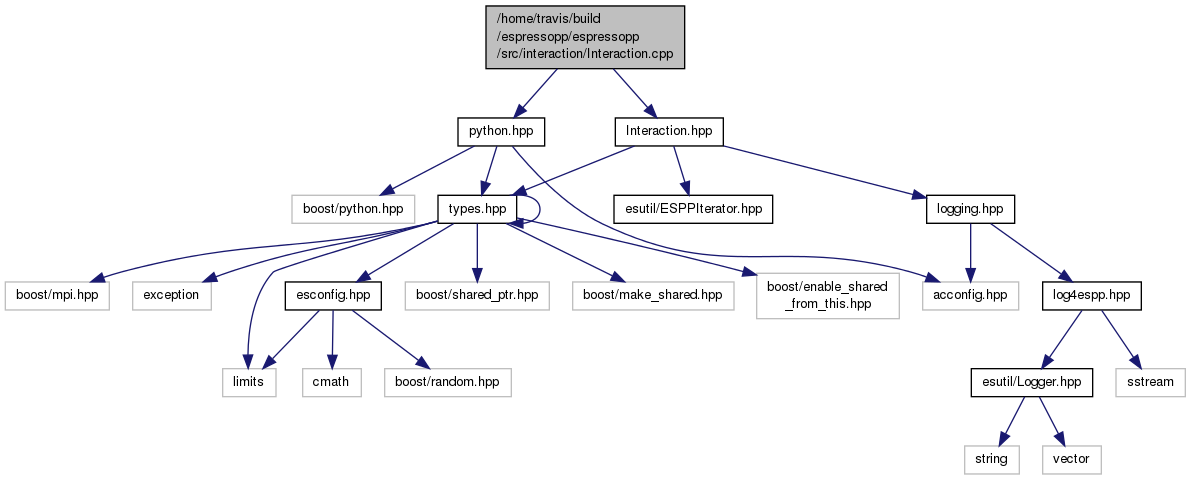 /home/travis/build
/espressopp/espressopp
/src/interaction/Interaction.cpp
python.hpp
Interaction.hpp
boost/python.hpp
types.hpp
esutil/ESPPIterator.hpp
logging.hpp
boost/mpi.hpp
exception
esconfig.hpp
boost/shared_ptr.hpp
boost/make_shared.hpp
boost/enable_shared
_from_this.hpp
acconfig.hpp
log4espp.hpp
limits
cmath
boost/random.hpp
esutil/Logger.hpp
sstream
string
vector